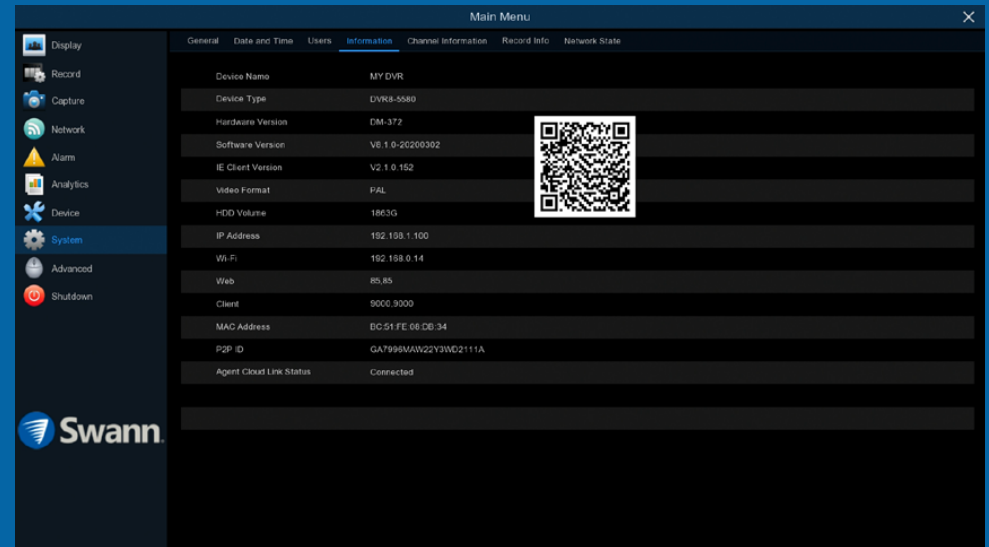 Main Menu
Display
Record
Capture
Network
Alarm
Analytics
Device
System
Advanced
Shutdown
Swann
General Date and Time Users Information Channel Information Record Info Network State
Device Name MY DVR
Device Type DVR8-5580
Hardware Version DM-372
Software Version V8.1.0-20200302
IE Client Version V2.1.0.152
Video Format PAL
HDD Volume 1863G
IP Address 192.168.1.100
Wi-Fi 192.168.0.14
Web 85,85
Client 9000,9000
MAC Address BC:51:FE:08:DB:34
P2P ID GA7996MAW22Y3WD2111A
Agent Cloud Link Status Connected